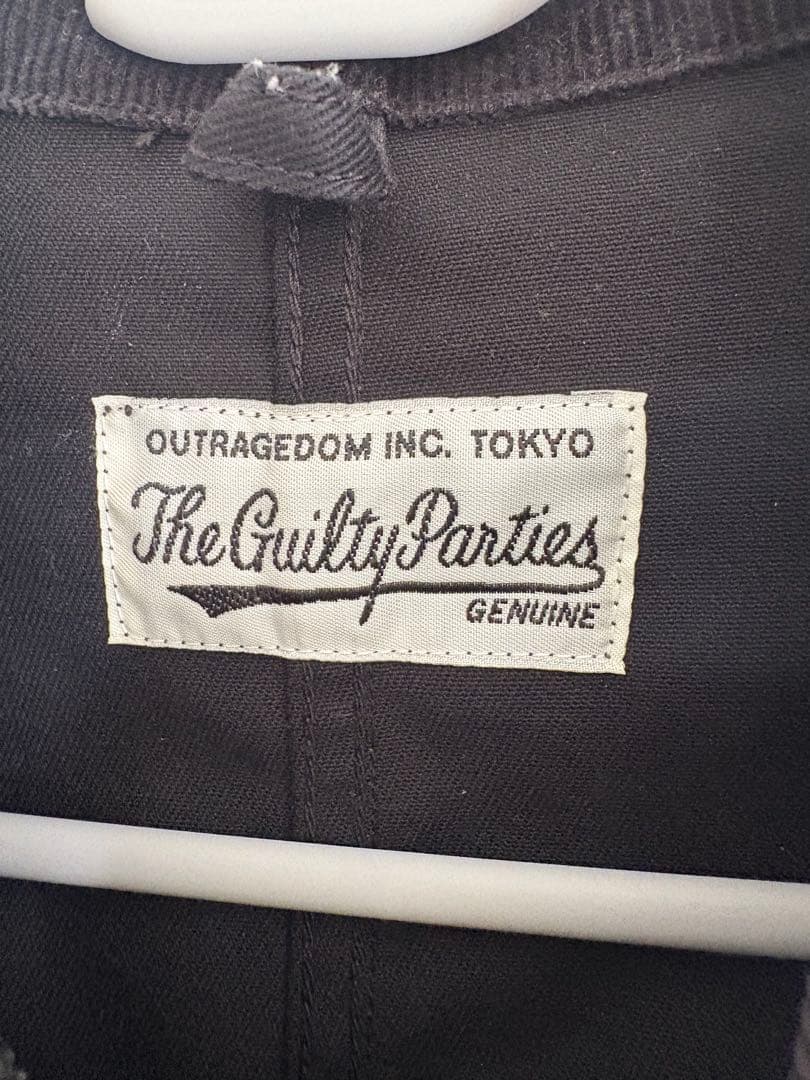 OUTRAGEDOM INC. TOKYO
The Guilty Parties
GENUINE